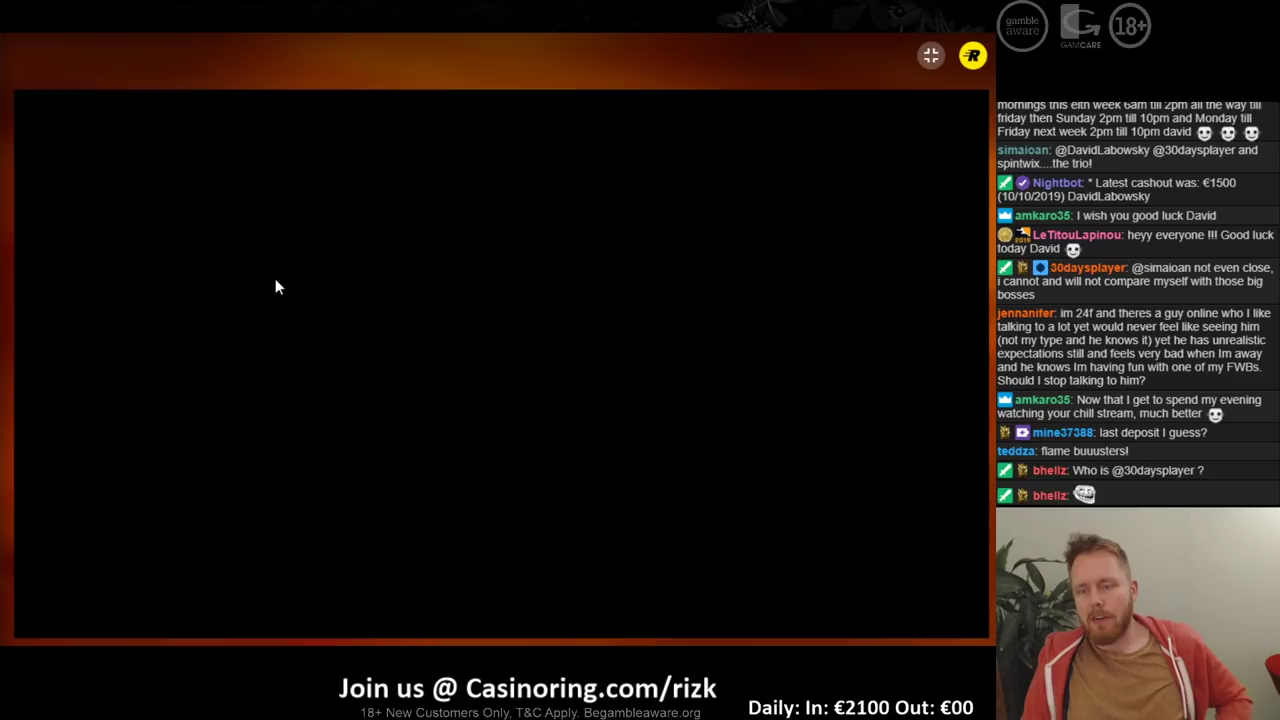 gamble
aware
GAMCARE
18+
R
mornings this eith week 6am till 2pm all the way till
friday then Sunday 2pm till 10pm and Monday till
Friday next week 2pm till 10pm david
simaioan: @DavidLabowsky @30daysplayer and
spintwix....the trio!
Nightbot: * Latest cashout was: €1500
(10/10/2019) DavidLabowsky
amkaro35: I wish you good luck David
LeTitouLapinou: heyy everyone !!! Good luck
today David
30daysplayer: @simaioan not even close,
i cannot and will not compare myself with those big
bosses
jennanifer: im 24f and theres a guy online who I like
talking to a lot yet would never feel like seeing him
(not my type and he knows it) yet he has unrealistic
expectations still and feels very bad when Im away
and he knows Im having fun with one of my FWBs.
Should I stop talking to him?
amkaro35: Now that I get to spend my evening
watching your chill stream, much better
mine37388: last deposit I guess?
teddza: flame buuusters!
bhellz: Who is @30daysplayer ?
bhellz:
Join us @ Casinoring.com/rizk
18+ New Customers Only, T&C Apply. Begambleaware.org
Daily: In: €2100 Out: €00